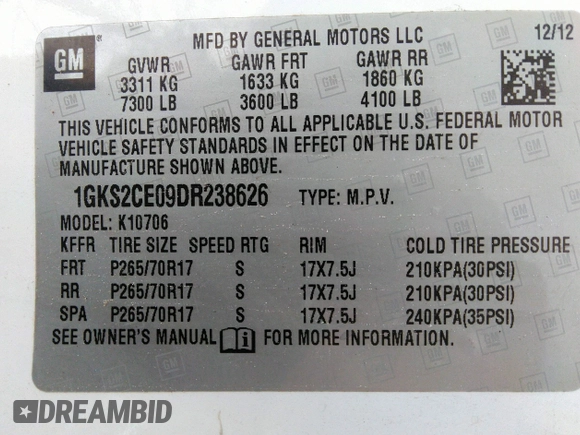 GM
MFD BY GENERAL MOTORS LLC 12/12
GVWR GAWR FRT GAWR RR
3311 KG 1633 KG 1860 KG
7300 LB 3600 LB 4100 LB
THIS VEHICLE CONFORMS TO ALL APPLICABLE U.S. FEDERAL MOTOR
VEHICLE SAFETY STANDARDS IN EFFECT ON THE DATE OF
MANUFACTURE SHOWN ABOVE.
1GKS2CE09DR238626 TYPE: M.P.V.
MODEL: K10706
KFFR TIRE SIZE SPEED RTG RIM COLD TIRE PRESSURE
FRT P265/70R17 S 17X7.5J 210KPA(30PSI)
RR P265/70R17 S 17X7.5J 210KPA(30PSI)
SPA P265/70R17 S 17X7.5J 240KPA(35PSI)
SEE OWNER'S MANUAL i FOR MORE INFORMATION.
DREAMBID